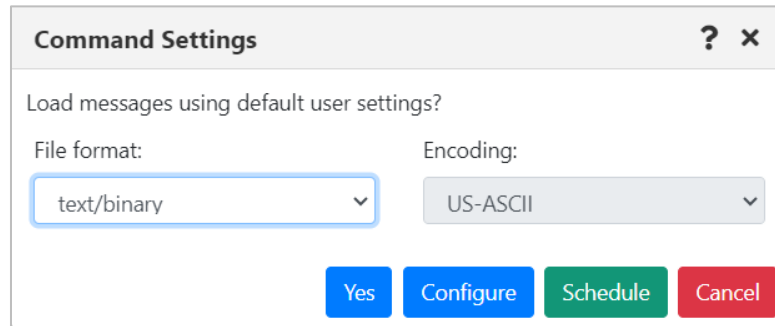 Command Settings ? ×
Load messages using default user settings?
File format: Encoding:
text/binary US-ASCII
Yes Configure Schedule Cancel